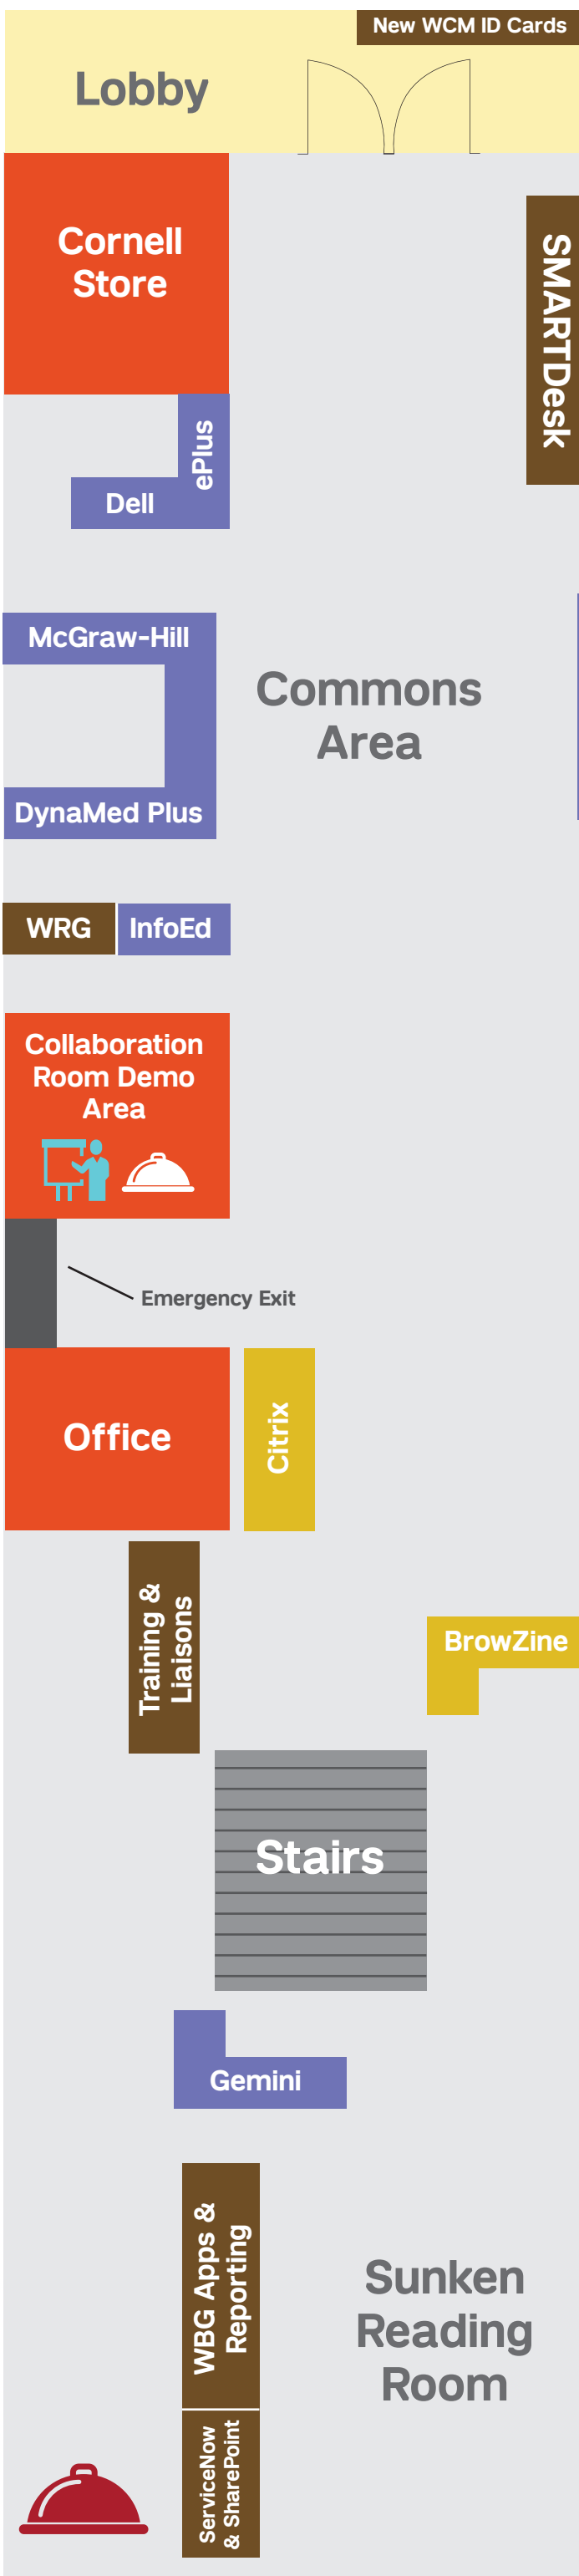 New WCM ID Cards
Lobby
Cornell
Store
SMARTDesk
ePlus
Dell
McGraw-Hill
Commons
Area
DynaMed Plus
WRG
InfoEd
Collaboration
Room Demo
Area
Emergency Exit
Office
Citrix
Training &
Liaisons
BrowZine
Stairs
Gemini
WBG Apps &
Reporting
Sunken
Reading
Room
ServiceNow
& SharePoint